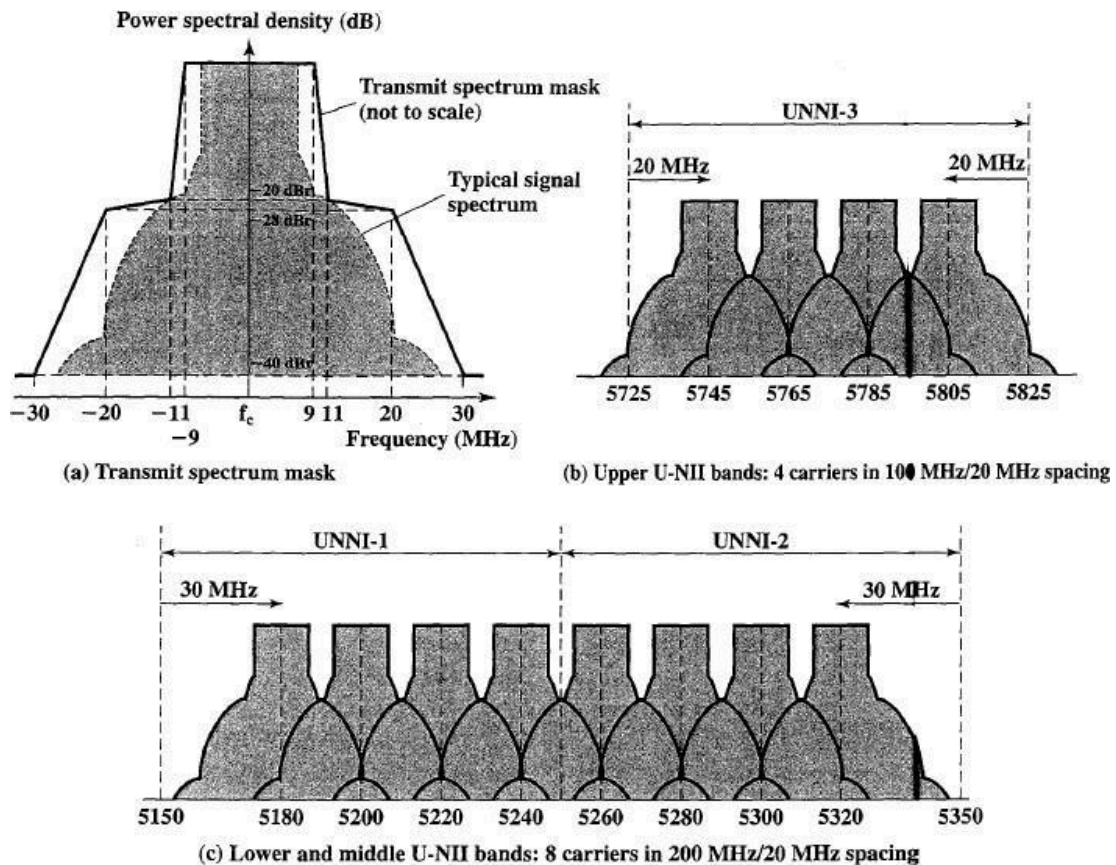 Power spectral density (dB)
Transmit spectrum mask
(not to scale)
Typical signal
spectrum
−20 dBr
28 dBr
−40 dBr
−30 −20 −11 fc 9 11 20 30
−9 Frequency (MHz)
(a) Transmit spectrum mask
UNNI-3
20 MHz 20 MHz
5725 5745 5765 5785 5805 5825
(b) Upper U-NII bands: 4 carriers in 100 MHz/20 MHz spacing
UNNI-1 UNNI-2
30 MHz 30 MHz
5150 5180 5200 5220 5240 5260 5280 5300 5320 5350
(c) Lower and middle U-NII bands: 8 carriers in 200 MHz/20 MHz spacing